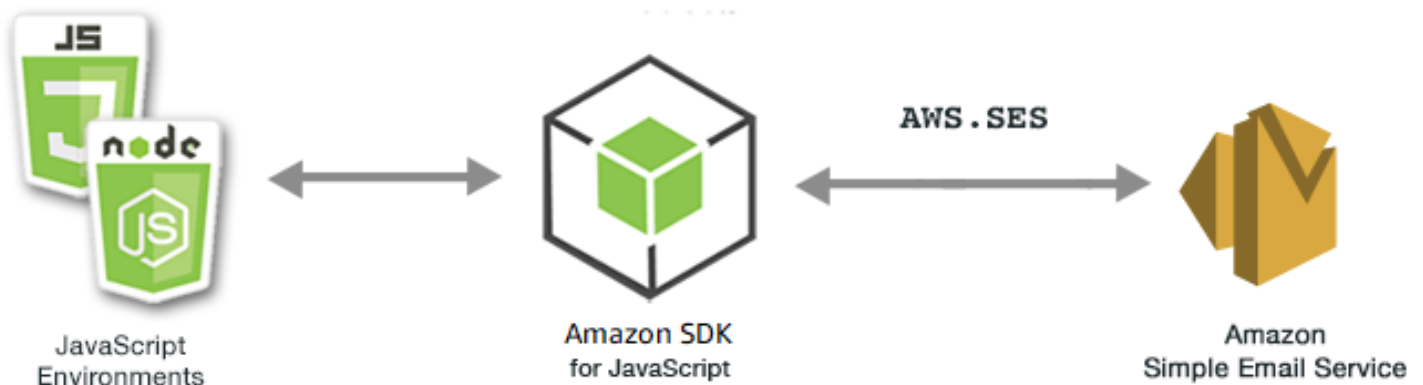 JS
node
JS
AWS.SES
JavaScript
Environments
Amazon SDK
for JavaScript
Amazon
Simple Email Service